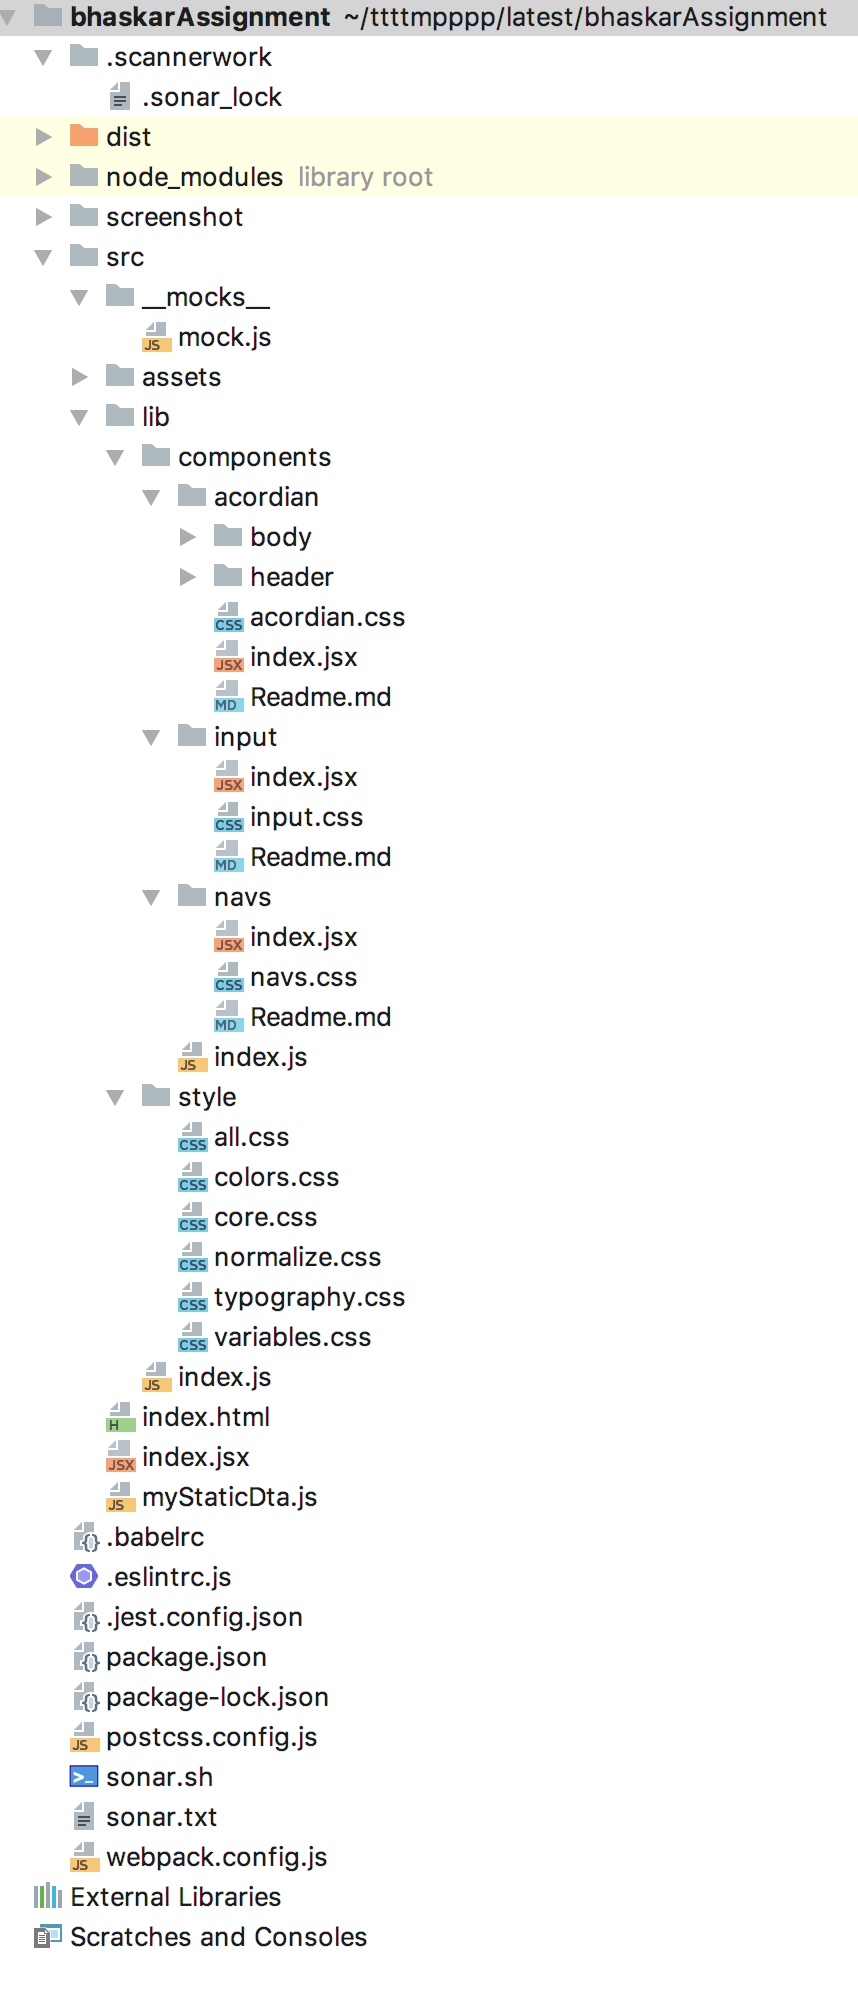 bhaskarAssignment ~/ttttmpppp/latest/bhaskarAssignment
.scannerwork
.sonar_lock
dist
node_modules library root
screenshot
src
__mocks__
JS mock.js
assets
lib
components
acordian
body
header
CSS acordian.css
JSX index.jsx
MD Readme.md
input
JSX index.jsx
CSS input.css
MD Readme.md
navs
JSX index.jsx
CSS navs.css
MD Readme.md
JS index.js
style
CSS all.css
CSS colors.css
CSS core.css
CSS normalize.css
CSS typography.css
CSS variables.css
JS index.js
H index.html
JSX index.jsx
JS myStaticDta.js
{} .babelrc
.eslintrc.js
{} .jest.config.json
{} package.json
{} package-lock.json
JS postcss.config.js
>_ sonar.sh
sonar.txt
JS webpack.config.js
External Libraries
Scratches and Consoles